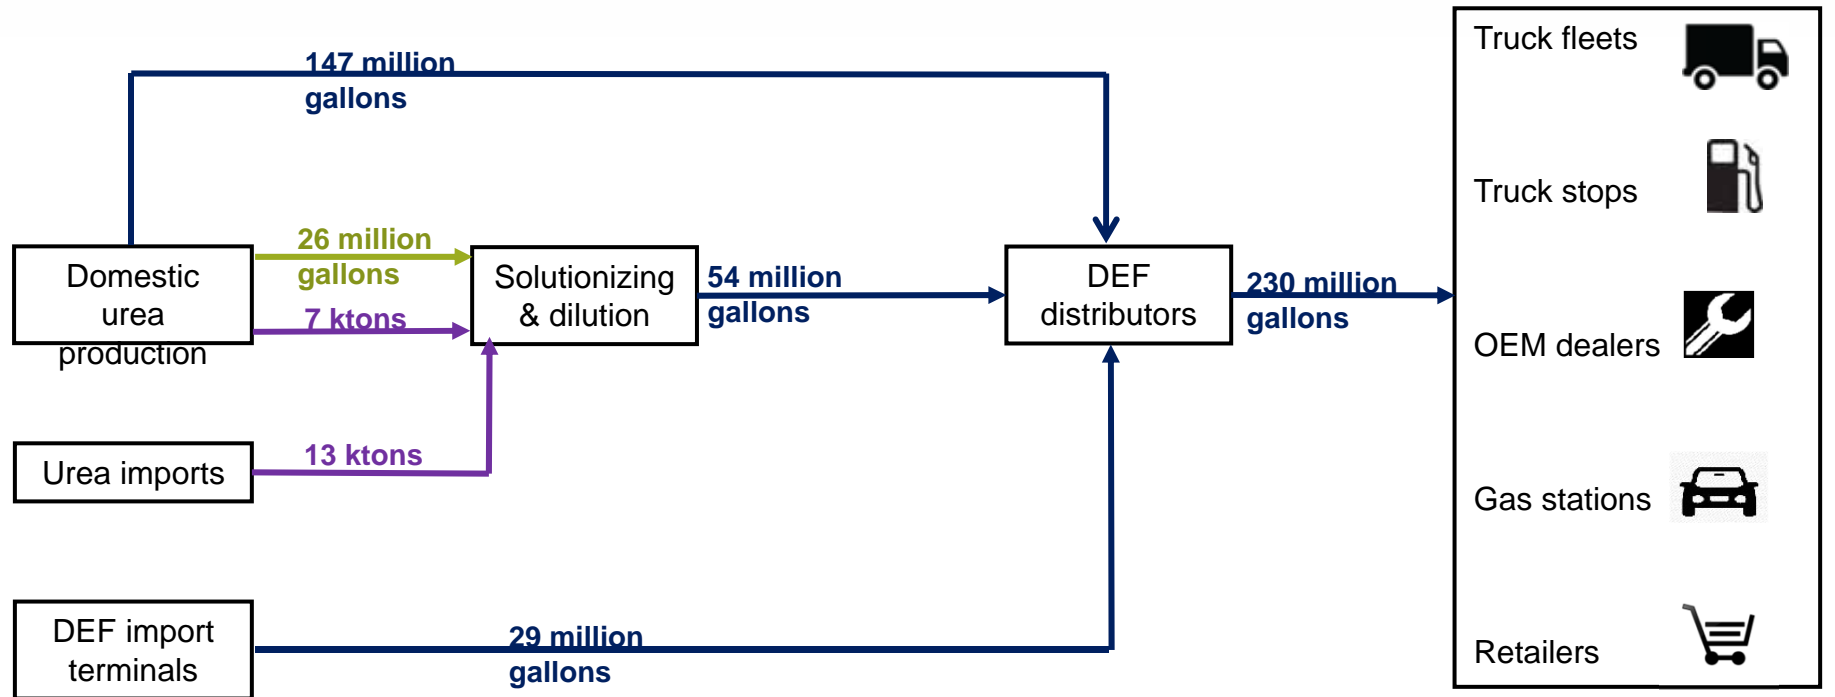 147 million
gallons
Domestic
urea
production
26 million
gallons
7 ktons
Solutionizing
& dilution
54 million
gallons
DEF
distributors
230 million
gallons
Urea imports
13 ktons
DEF import
terminals
29 million
gallons
Truck fleets
Truck stops
OEM dealers
Gas stations
Retailers